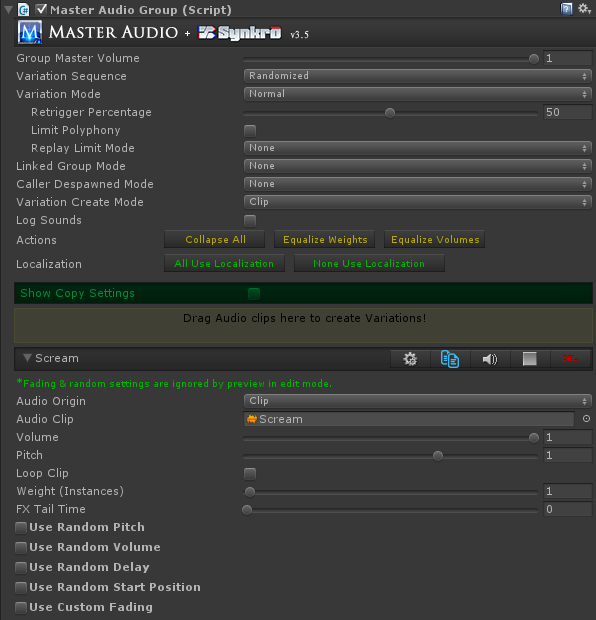 Master Audio Group (Script)
MASTER AUDIO + Synkro v3.5
Group Master Volume 1
Variation Sequence Randomized
Variation Mode Normal
Retrigger Percentage 50
Limit Polyphony
Replay Limit Mode None
Linked Group Mode None
Caller Despawned Mode None
Variation Create Mode Clip
Log Sounds
Actions Collapse All Equalize Weights Equalize Volumes
Localization All Use Localization None Use Localization
Show Copy Settings
Drag Audio clips here to create Variations!
Scream DEL
*Fading & random settings are ignored by preview in edit mode.
Audio Origin Clip
Audio Clip Scream
Volume 1
Pitch 1
Loop Clip
Weight (Instances) 1
FX Tail Time 0
Use Random Pitch
Use Random Volume
Use Random Delay
Use Random Start Position
Use Custom Fading